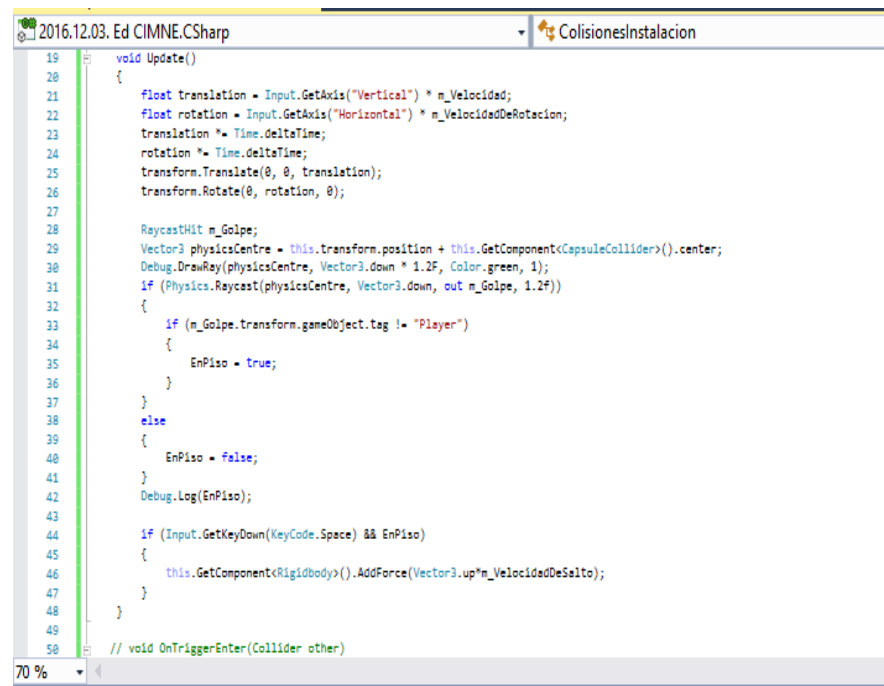 2016.12.03. Ed CIMNE.CSharp
ColisionesInstalacion
19 void Update()
20 {
21 float translation = Input.GetAxis("Vertical") * m_Velocidad;
22 float rotation = Input.GetAxis("Horizontal") * m_VelocidadDeRotacion;
23 translation *= Time.deltaTime;
24 rotation *= Time.deltaTime;
25 transform.Translate(0, 0, translation);
26 transform.Rotate(0, rotation, 0);
27
28 RaycastHit m_Golpe;
29 Vector3 physicsCentre = this.transform.position + this.GetComponent<CapsuleCollider>().center;
30 Debug.DrawRay(physicsCentre, Vector3.down * 1.2F, Color.green, 1);
31 if (Physics.Raycast(physicsCentre, Vector3.down, out m_Golpe, 1.2f))
32 {
33 if (m_Golpe.transform.gameObject.tag != "Player")
34 {
35 EnPiso = true;
36 }
37 }
38 else
39 {
40 EnPiso = false;
41 }
42 Debug.Log(EnPiso);
43
44 if (Input.GetKeyDown(KeyCode.Space) && EnPiso)
45 {
46 this.GetComponent<Rigidbody>().AddForce(Vector3.up*m_VelocidadDeSalto);
47 }
48 }
49
50 // void OnTriggerEnter(Collider other)
70 %